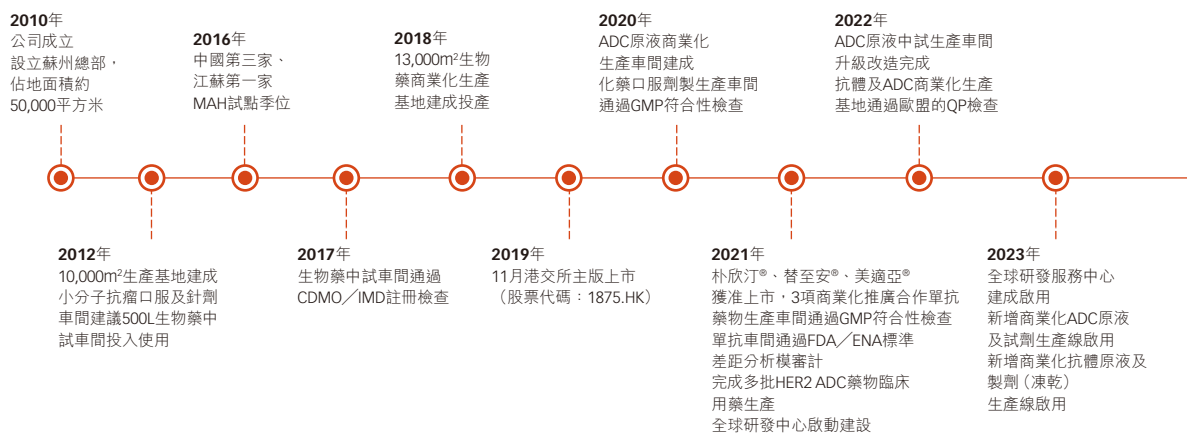 2010年
公司成立
設立蘇州總部，
佔地面積約
50,000平方米
2012年
10,000m²生產基地建成
小分子抗瘤口服及針劑
車間建議500L生物藥中
試車間投入使用
2016年
中國第三家、
江蘇第一家
MAH試點季位
2017年
生物藥中試車間通過
CDMO／IMD註冊檢查
2018年
13,000m²生物
藥商業化生產
基地建成投產
2019年
11月港交所主版上市
（股票代碼：1875.HK）
2020年
ADC原液商業化
生產車間建成
化藥口服劑製生產車間
通過GMP符合性檢查
2021年
朴欣汀®、替至安®、美適亞®
獲准上市，3項商業化推廣合作單抗
藥物生產車間通過GMP符合性檢查
單抗車間通過FDA／ENA標準
差距分析模審計
完成多批HER2 ADC藥物臨床
用藥生產
全球研發中心啟動建設
2022年
ADC原液中試生產車間
升級改造完成
抗體及ADC商業化生產
基地通過歐盟的QP檢查
2023年
全球研發服務中心
建成啟用
新增商業化ADC原液
及試劑生產線啟用
新增商業化抗體原液及
製劑（凍乾）
生產線啟用